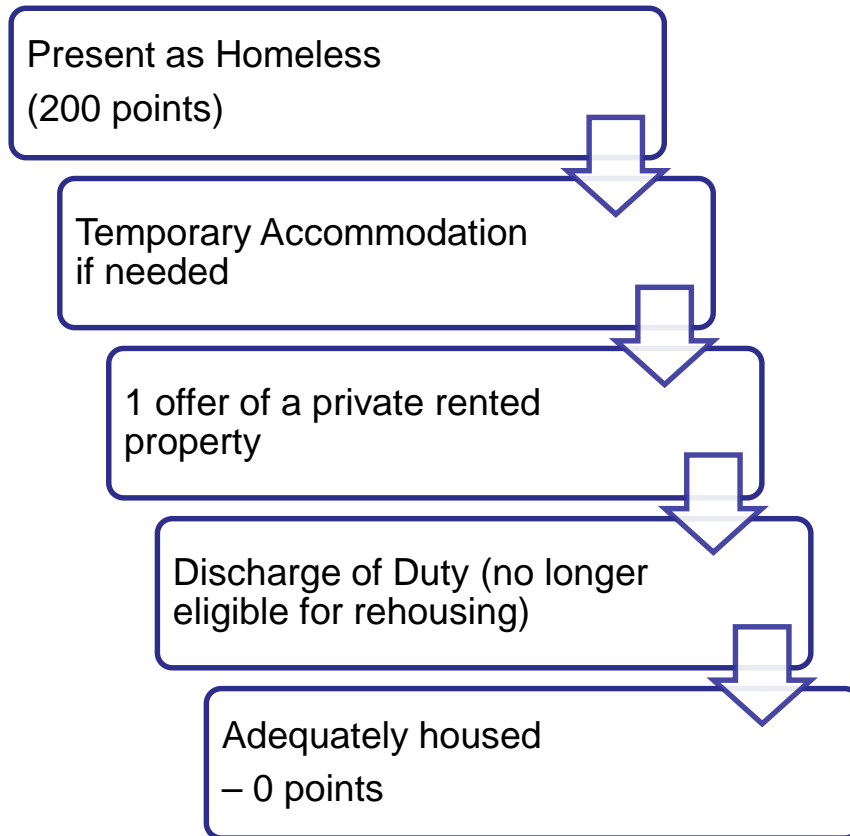 Present as Homeless
(200 points)
Temporary Accommodation
if needed
1 offer of a private rented
property
Discharge of Duty (no longer
eligible for rehousing)
Adequately housed
– 0 points